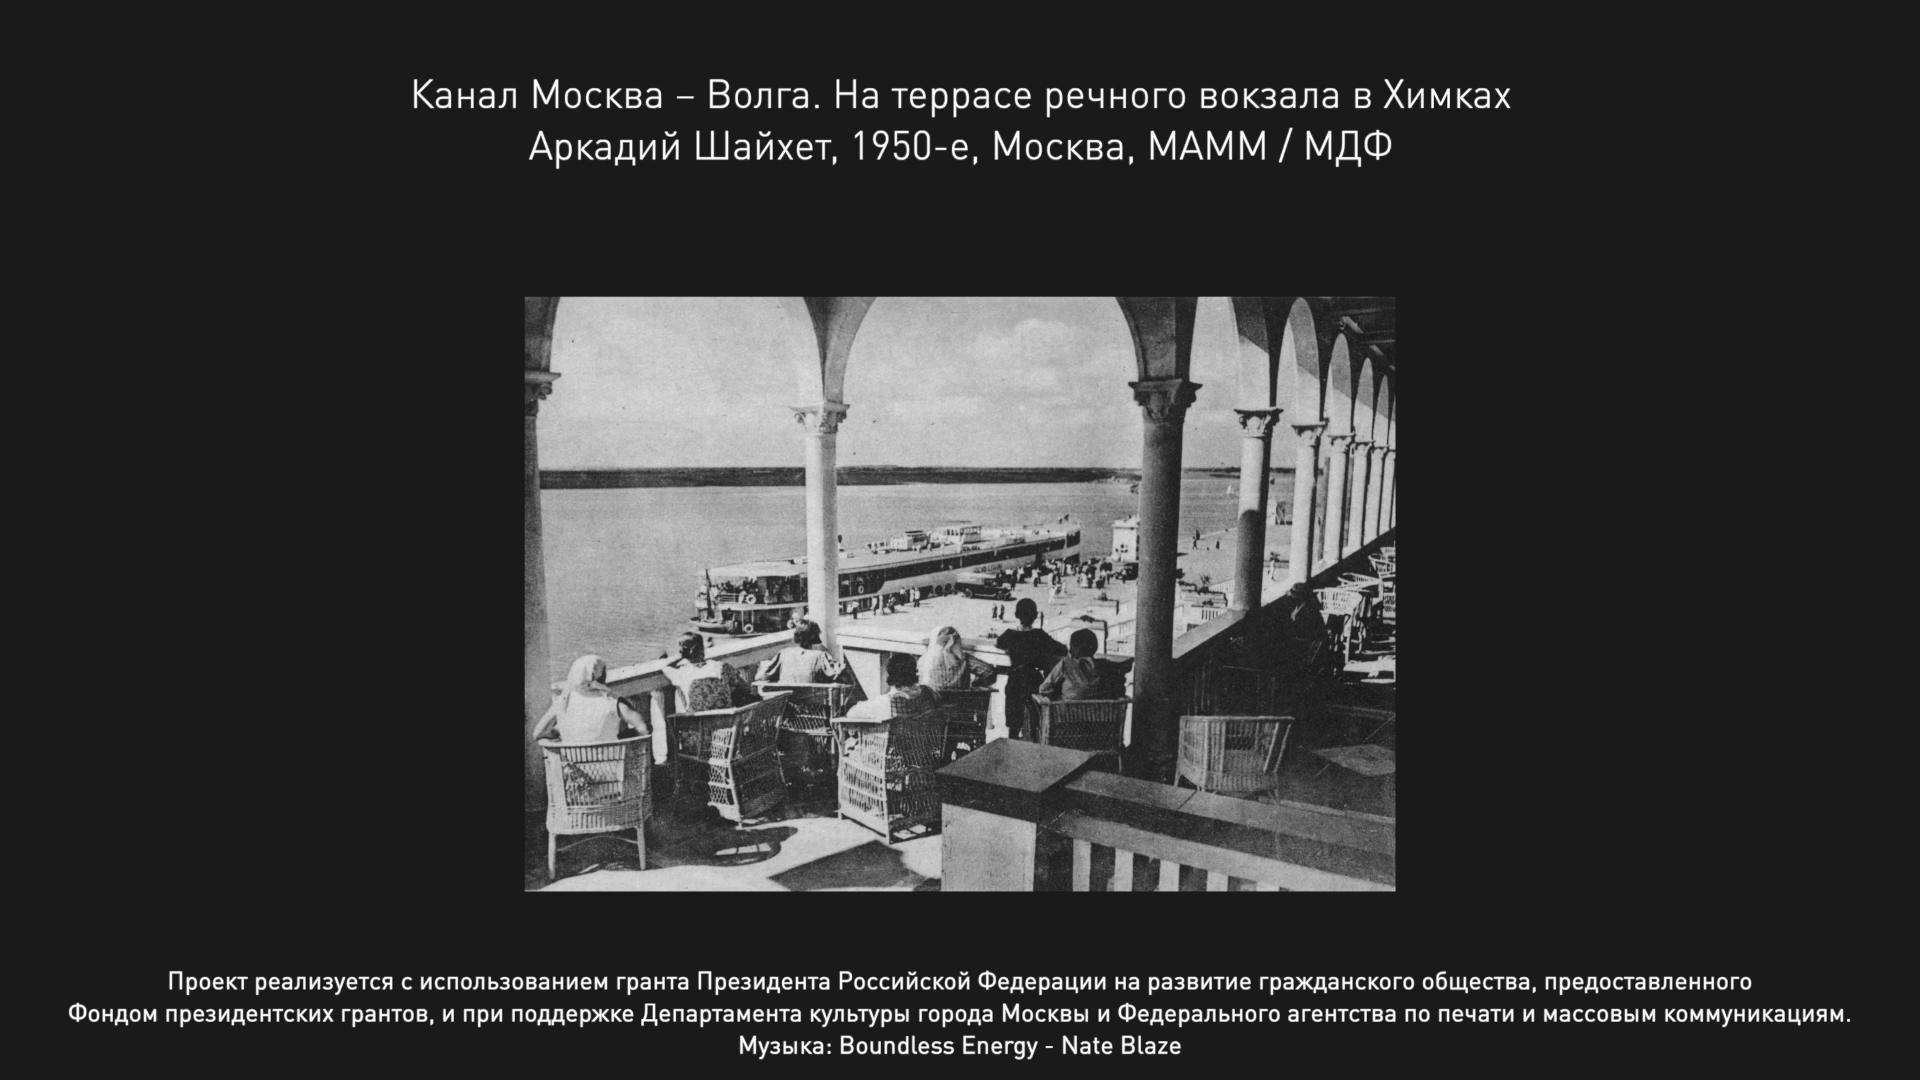 Канал Москва – Волга. На террасе речного вокзала в Химках
Аркадий Шайхет, 1950-е, Москва, МАММ / МДФ
Проект реализуется с использованием гранта Президента Российской Федерации на развитие гражданского общества, предоставленного
Фондом президентских грантов, и при поддержке Департамента культуры города Москвы и Федерального агентства по печати и массовым коммуникациям.
Музыка: Boundless Energy - Nate Blaze